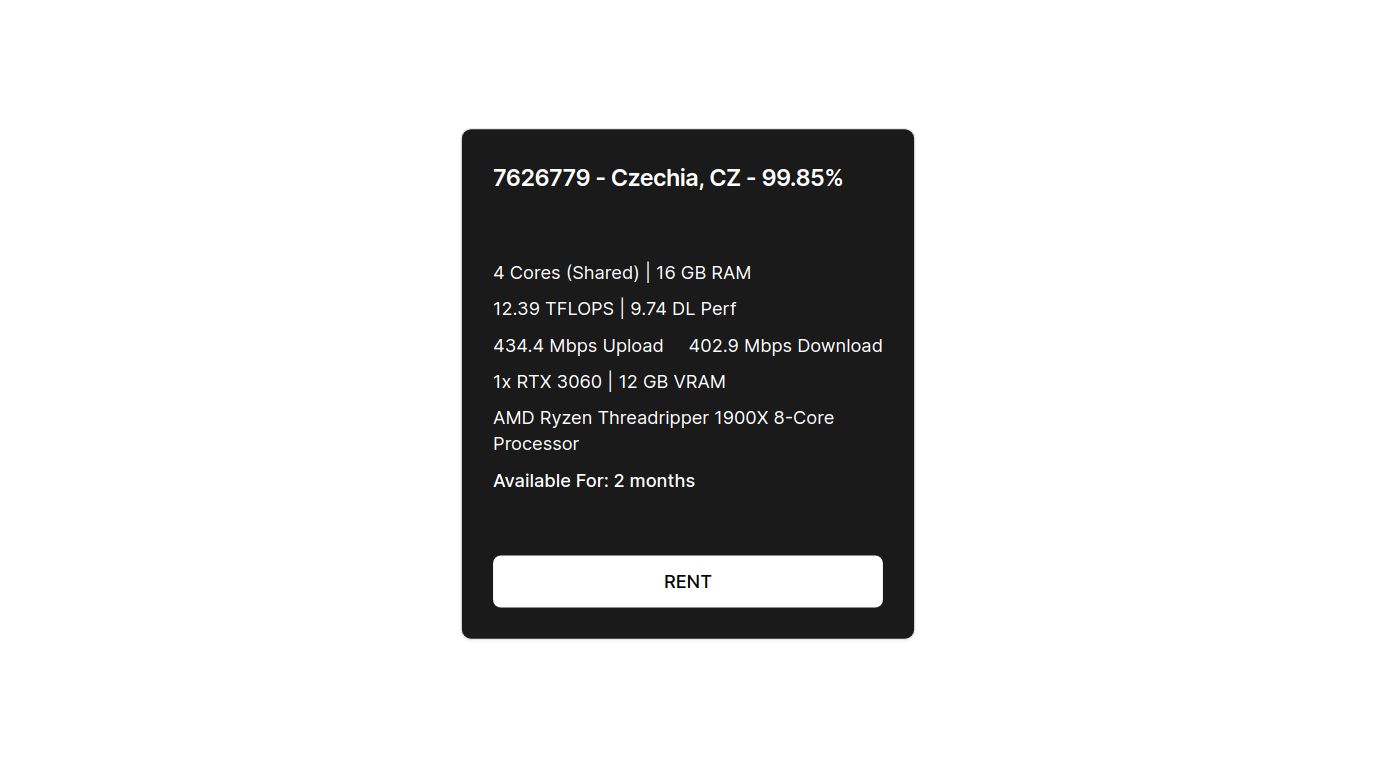 7626779 - Czechia, CZ - 99.85%
4 Cores (Shared) | 16 GB RAM
12.39 TFLOPS | 9.74 DL Perf
434.4 Mbps Upload 402.9 Mbps Download
1x RTX 3060 | 12 GB VRAM
AMD Ryzen Threadripper 1900X 8-Core
Processor
Available For: 2 months
RENT